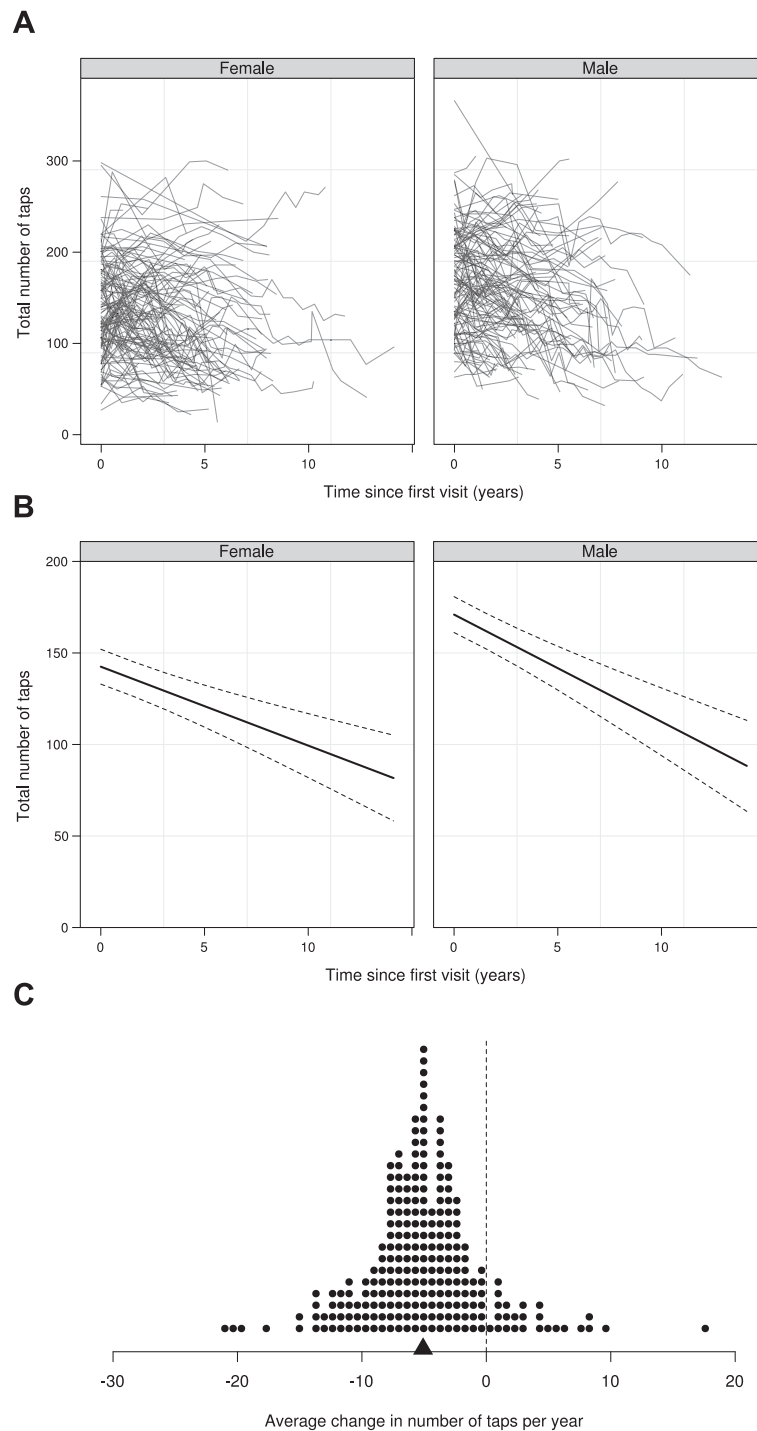 A
Female Male
300
200
100
0
Total number of taps
0 5 10 0 5 10
Time since first visit (years)
B
Female Male
200
150
100
50
0
Total number of taps
0 5 10 0 5 10
Time since first visit (years)
C
-30 -20 -10 0 10 20
Average change in number of taps per year